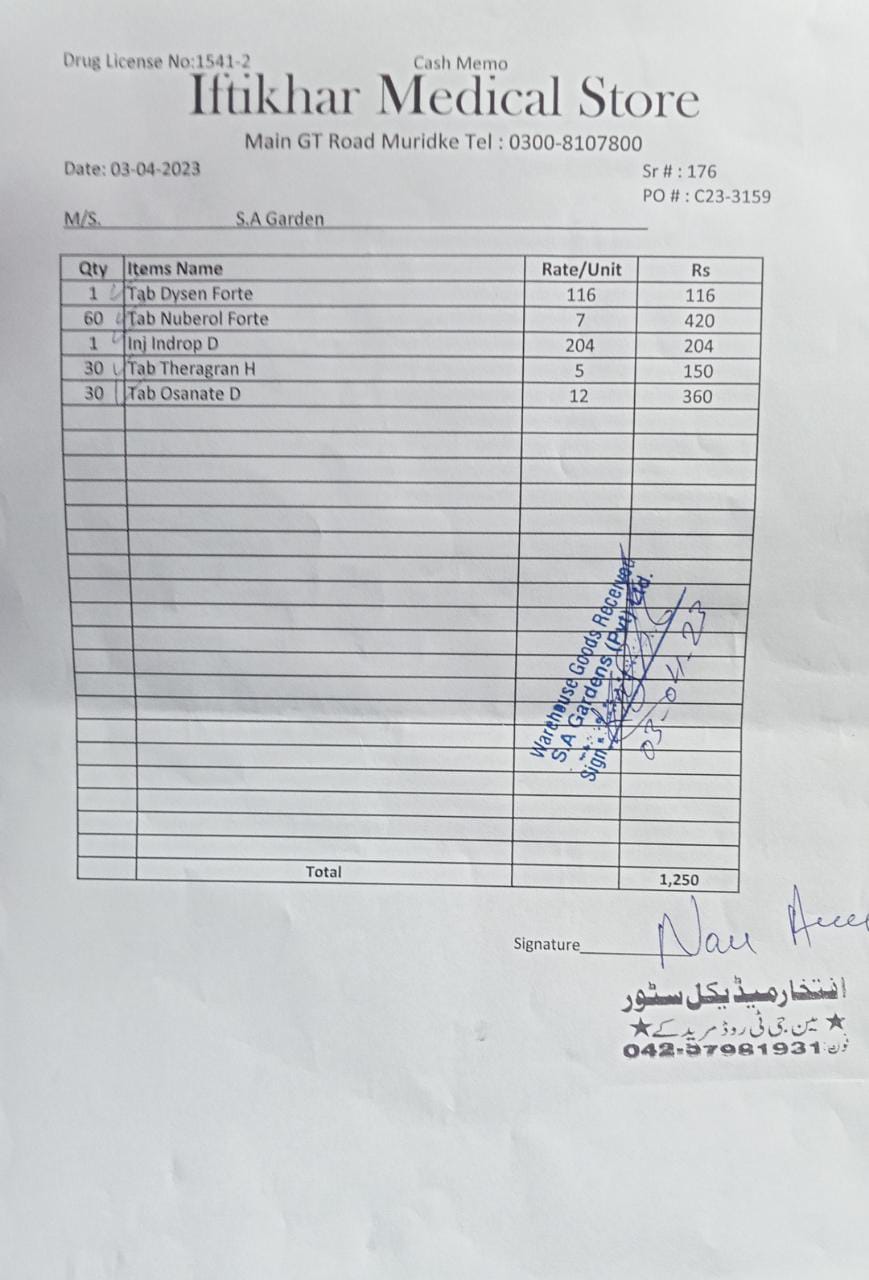 Drug License No:1541-2 Cash Memo
Iftikhar Medical Store
Main GT Road Muridke Tel : 0300-8107800
Date: 03-04-2023 Sr # : 176
PO # : C23-3159
M/S. S.A Garden
Qty Items Name Rate/Unit Rs
1 Tab Dysen Forte 116 116
60 Tab Nuberol Forte 7 420
1 Inj Indrop D 204 204
30 Tab Theragran H 5 150
30 Tab Osanate D 12 360
Warehouse Goods Received
S.A Gardens (Pvt) Ltd.
Sign
03-04-23
Total 1,250
Signature
افتخار میڈیکل سٹور
★ مین جی ٹی روڈ مرید کے ★
فون: 042-37981931